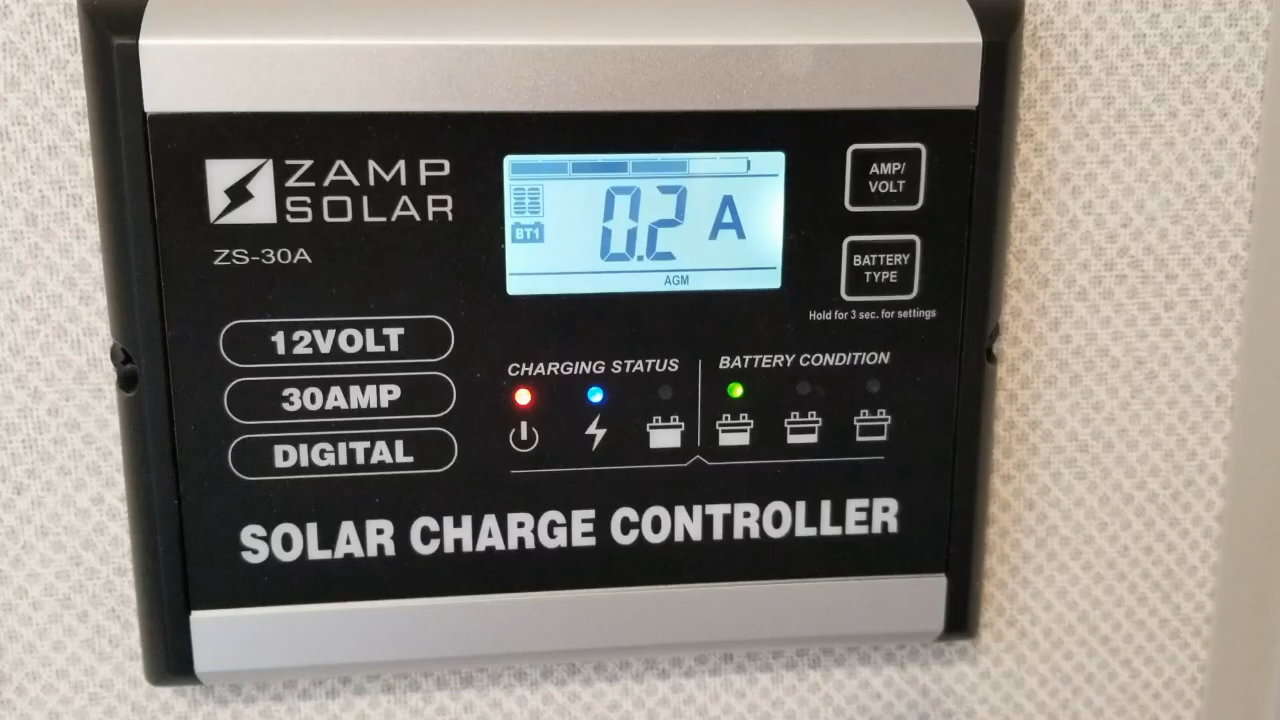 ZAMP
SOLAR
ZS-30A
BT1
0.2 A
AGM
AMP/
VOLT
BATTERY
TYPE
Hold for 3 sec. for settings
12VOLT
30AMP
DIGITAL
CHARGING STATUS
BATTERY CONDITION
SOLAR CHARGE CONTROLLER